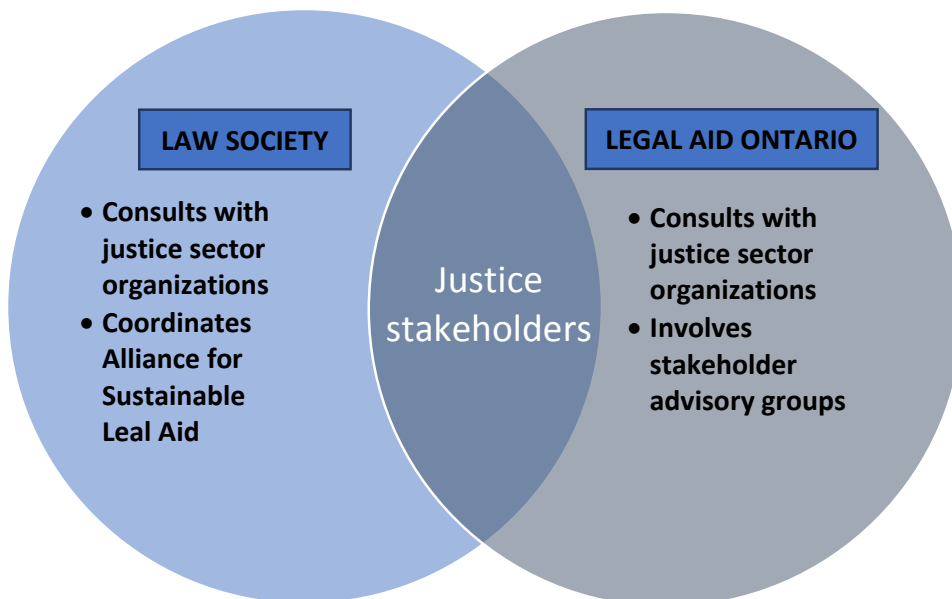 LAW SOCIETY
• Consults with
justice sector
organizations
• Coordinates
Alliance for
Sustainable
Leal Aid
Justice
stakeholders
LEGAL AID ONTARIO
• Consults with
justice sector
organizations
• Involves
stakeholder
advisory groups